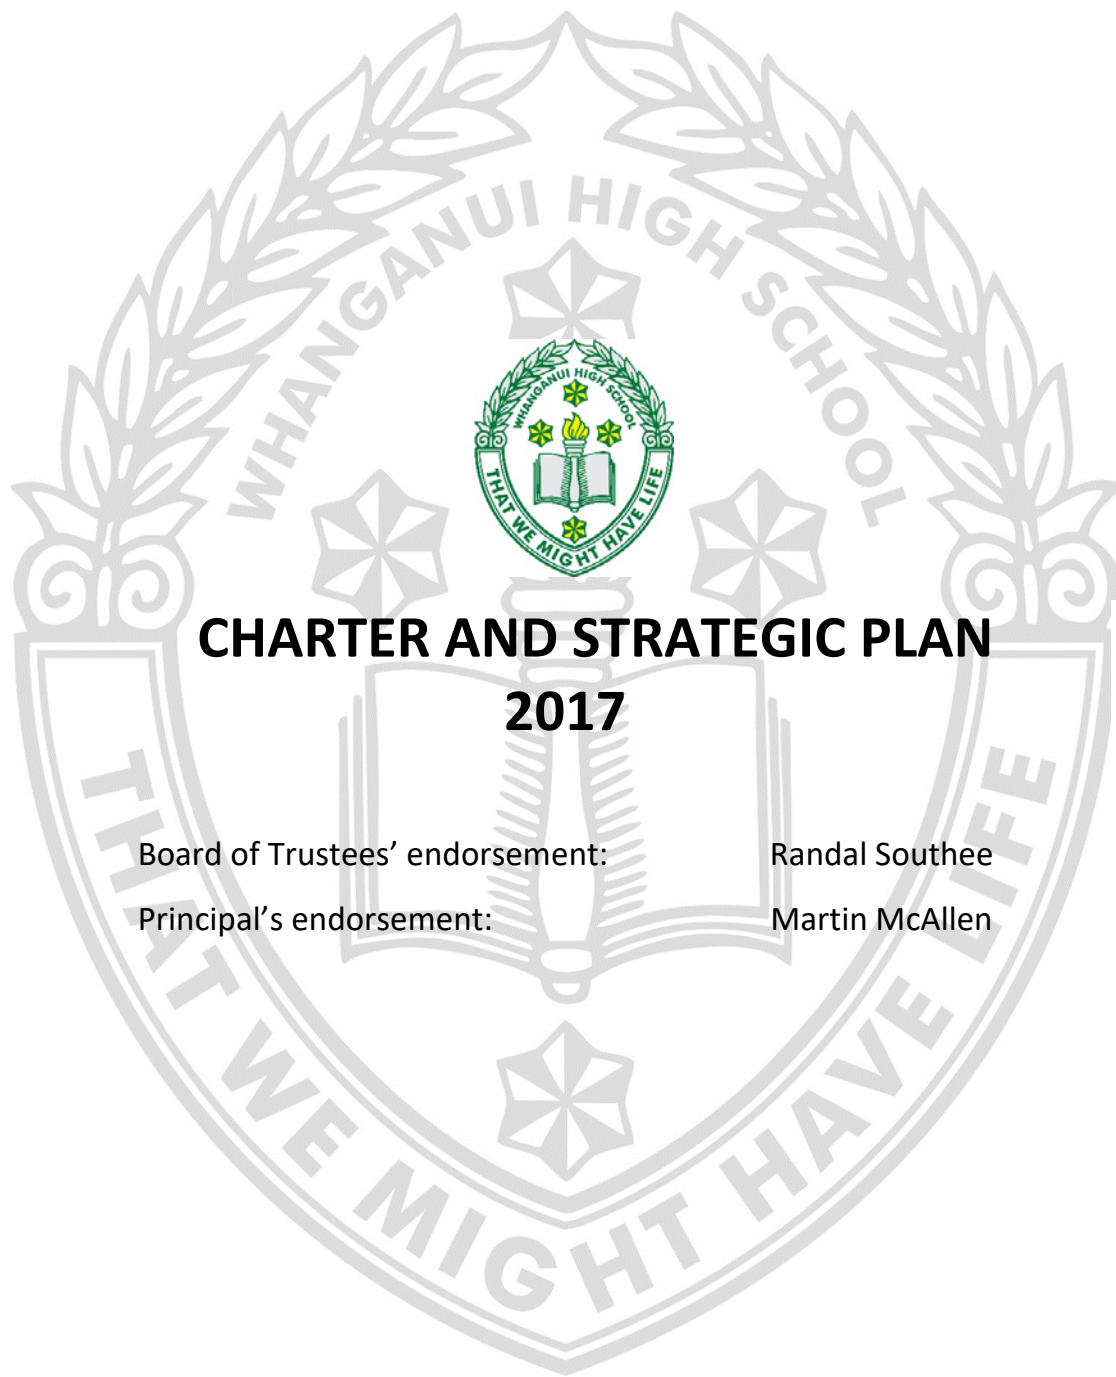 WHANGANUI HIGH SCHOOL
WHANGANUI HIGH SCHOOL
THAT WE MIGHT HAVE LIFE
CHARTER AND STRATEGIC PLAN
2017
Board of Trustees’ endorsement: Randal Southee
Principal’s endorsement: Martin McAllen
THAT WE MIGHT HAVE LIFE